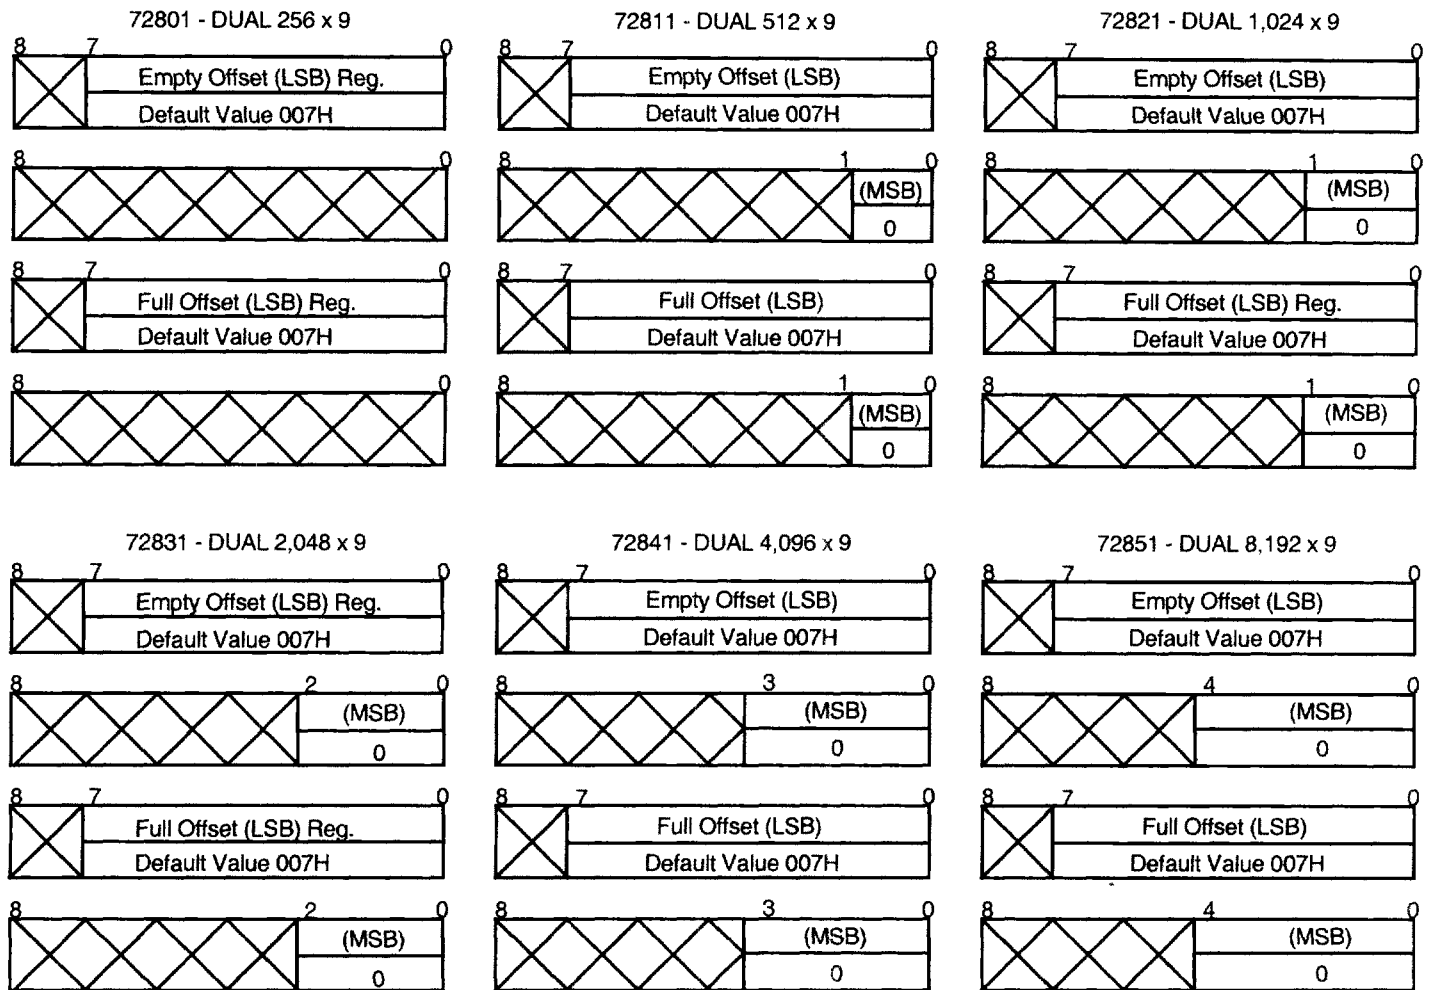 72801 - DUAL 256 x 9
8 7 0
Empty Offset (LSB) Reg.
Default Value 007H
8 0
8 7 0
Full Offset (LSB) Reg.
Default Value 007H
8 0
72811 - DUAL 512 x 9
8 7 0
Empty Offset (LSB)
Default Value 007H
8 1 0
(MSB)
0
8 7 0
Full Offset (LSB)
Default Value 007H
8 1 0
(MSB)
0
72821 - DUAL 1,024 x 9
8 7 0
Empty Offset (LSB)
Default Value 007H
8 1 0
(MSB)
0
8 7 0
Full Offset (LSB) Reg.
Default Value 007H
8 1 0
(MSB)
0
72831 - DUAL 2,048 x 9
8 7 0
Empty Offset (LSB) Reg.
Default Value 007H
8 2 0
(MSB)
0
8 7 0
Full Offset (LSB) Reg.
Default Value 007H
8 2 0
(MSB)
0
72841 - DUAL 4,096 x 9
8 7 0
Empty Offset (LSB)
Default Value 007H
8 3 0
(MSB)
0
8 7 0
Full Offset (LSB)
Default Value 007H
8 3 0
(MSB)
0
72851 - DUAL 8,192 x 9
8 7 0
Empty Offset (LSB)
Default Value 007H
8 4 0
(MSB)
0
8 7 0
Full Offset (LSB)
Default Value 007H
8 4 0
(MSB)
0